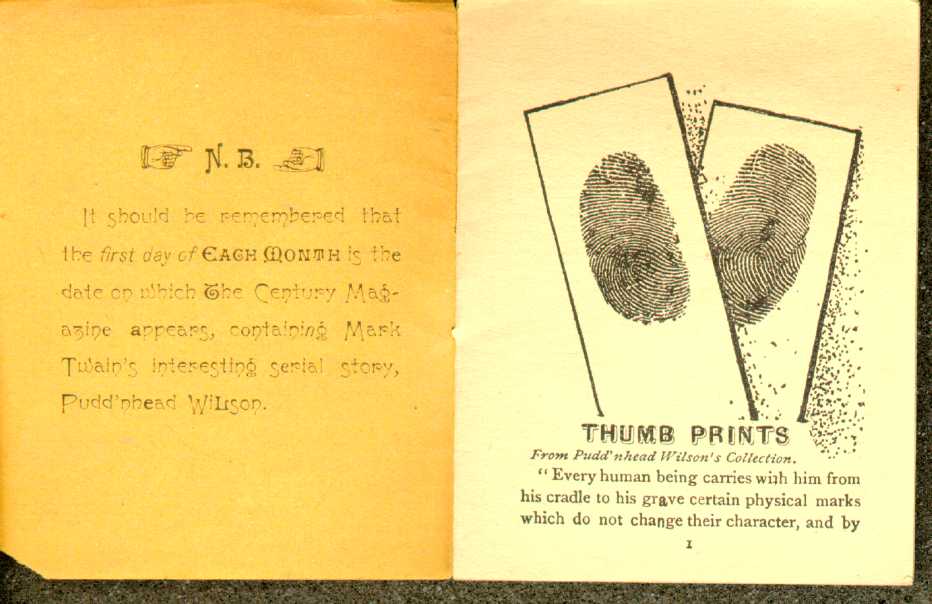 N. B.
It should be remembered that
the first day of EACH MONTH is the
date on which The Century Mag-
azine appears, containing Mark
Twain's interesting serial story,
Pudd'nhead Wilson.
THUMB PRINTS
From Pudd'nhead Wilson's Collection.
"Every human being carries with him from
his cradle to his grave certain physical marks
which do not change their character, and by
1